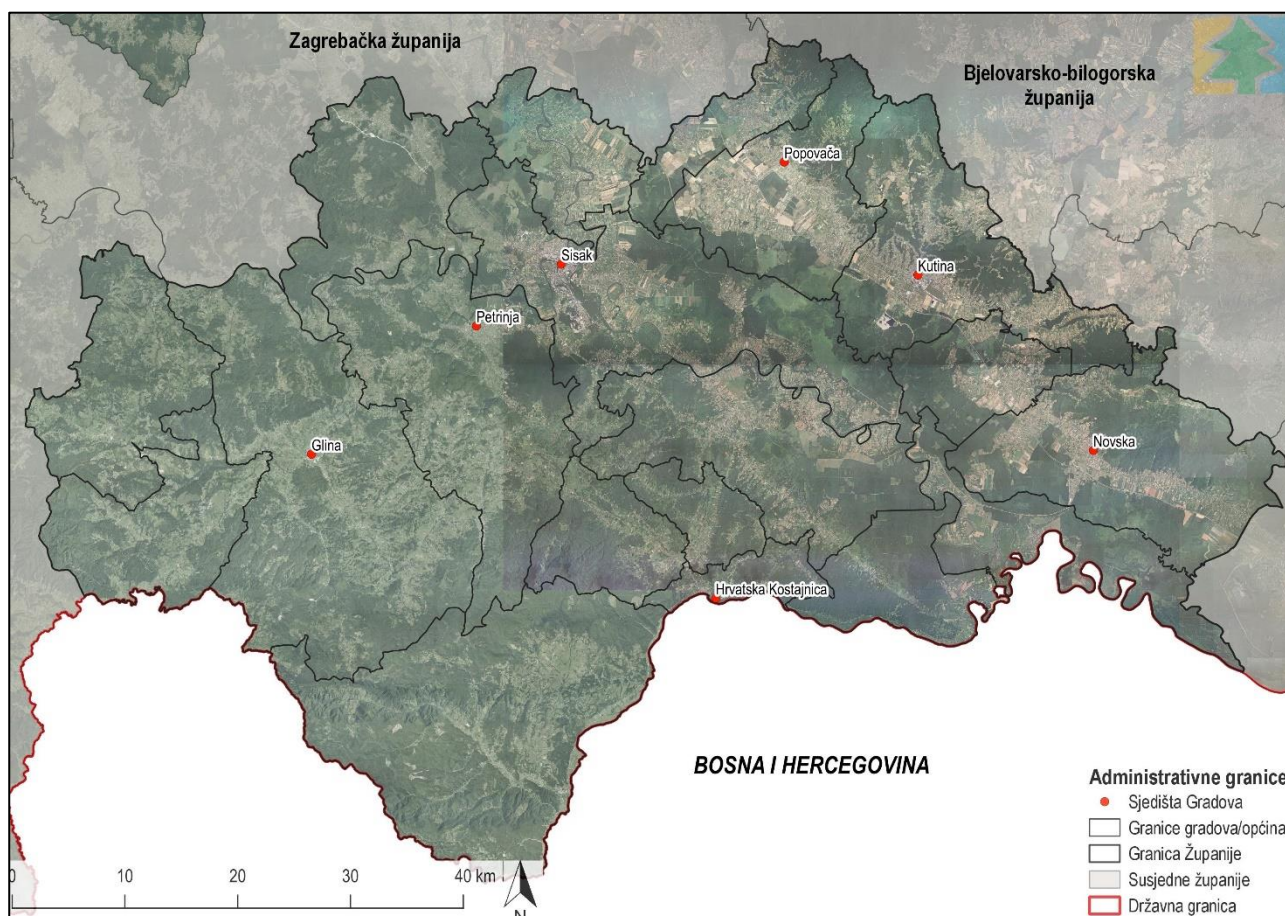 Zagrebačka županija
Bjelovarsko-bilogorska
županija
Popovača
Sisak
Kutina
Petrinja
Glina
Novska
Hrvatska Kostajnica
BOSNA I HERCEGOVINA
Administrativne granice
Sjedišta Gradova
Granice gradova/općina
Granica Županije
Susjedne županije
Državna granica
0 10 20 30 40 km
N